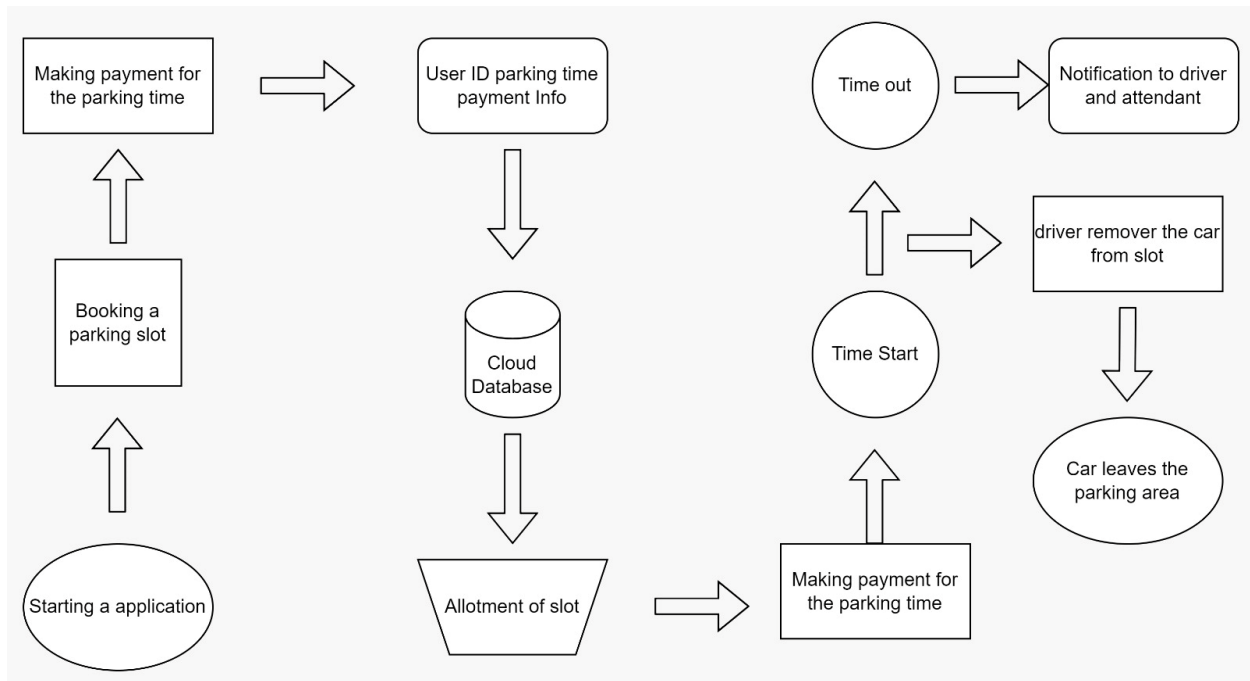 Making payment for
the parking time
User ID parking time
payment Info
Time out
Notification to driver
and attendant
driver remover the car
from slot
Booking a
parking slot
Cloud
Database
Time Start
Car leaves the
parking area
Starting a application
Allotment of slot
Making payment for
the parking time